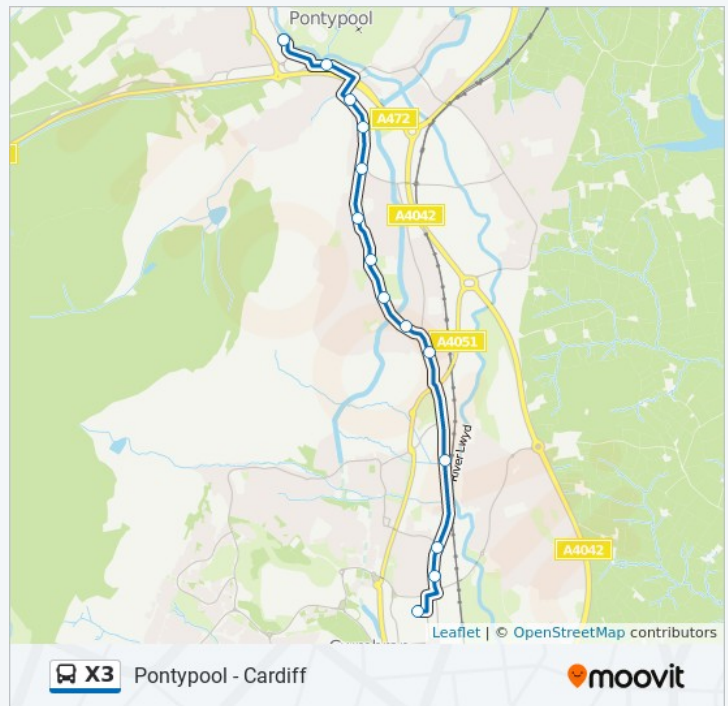 Pontypool
A472
A4042
A4051
River Lwyd
A4042
Leaflet | © OpenStreetMap contributors
X3 Pontypool - Cardiff
moovit